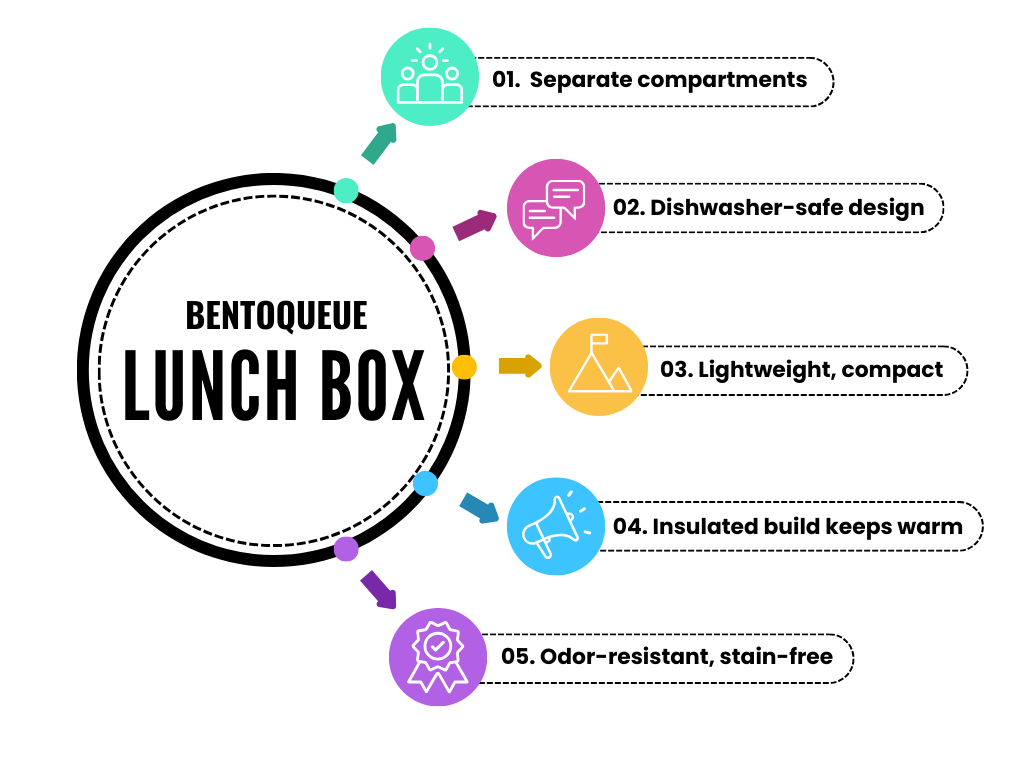 BENTOQUEUE
LUNCH BOX
01. Separate compartments
02. Dishwasher-safe design
03. Lightweight, compact
04. Insulated build keeps warm
05. Odor-resistant, stain-free